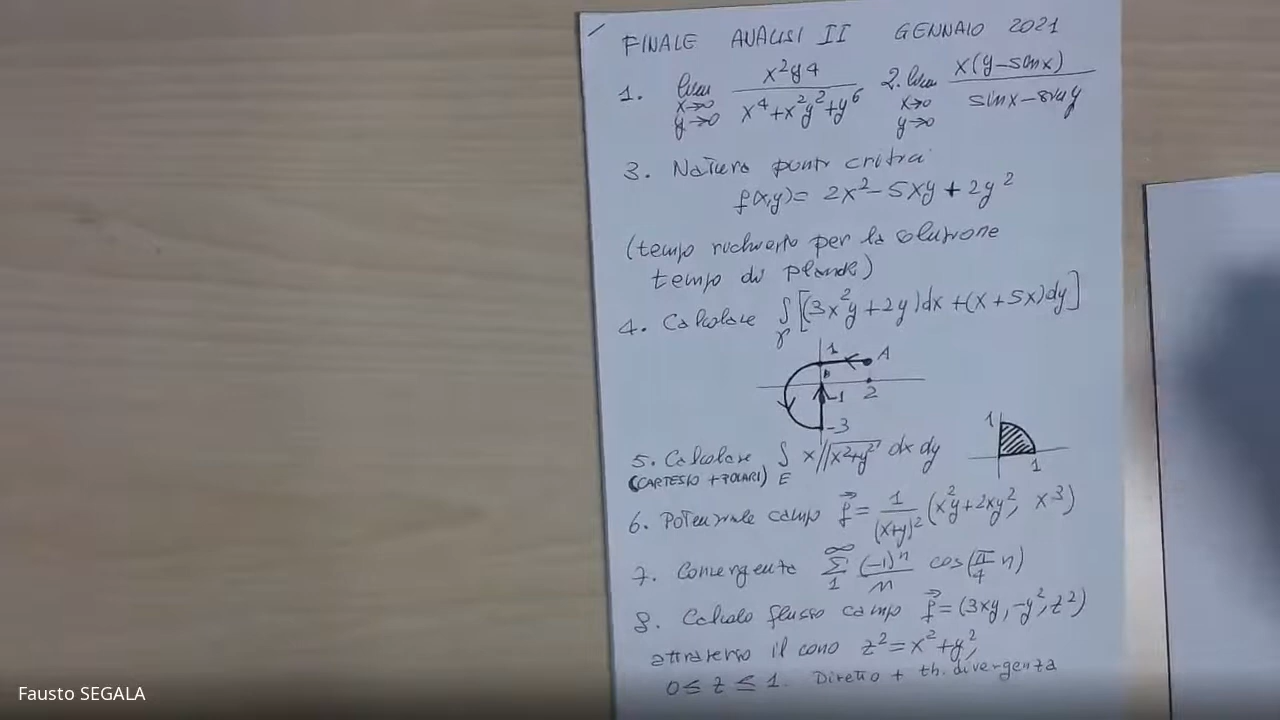 FINALE ANALISI II GENNAIO 2021
1. lim x→0 y→0 x²y4 / x⁴+x²y²+y⁶ 2. lim x→0 y→0 x(y-sinx) / sinx-siny
3. Natura punti critici
f(x,y)= 2x²-5xy+2y²
(tempo richiesto per la soluzione
tempo di planck)
4. Calcolare ∫γ [(3x²y+2y)dx+(x+5x)dy]
1 A
B
-1 2
-3
1
5. Calcolare ∫E x√x²+y² dx dy
1
(CARTESIO + POLARI)
6. Potenziale campo f⃗= 1/(x+y)² (x²y+2xy², x3)
7. Convergente ∞ Σ 1 (-1)ⁿ/n cos(π/4 n)
8. Calcolo flusso campo f⃗=(3xy,-y²,z²)
attraverso il cono z²=x²+y²,
0≤z≤1. Diretto + th. divergenza
Fausto SEGALA